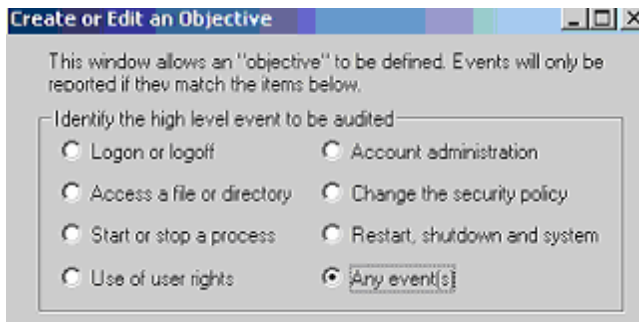 Create or Edit an Objective
This window allows an "objective" to be defined. Events will only be
reported if they match the items below.
Identify the high level event to be audited
Logon or logoff
Account administration
Access a file or directory
Change the security policy
Start or stop a process
Restart, shutdown and system
Use of user rights
Any event(s)